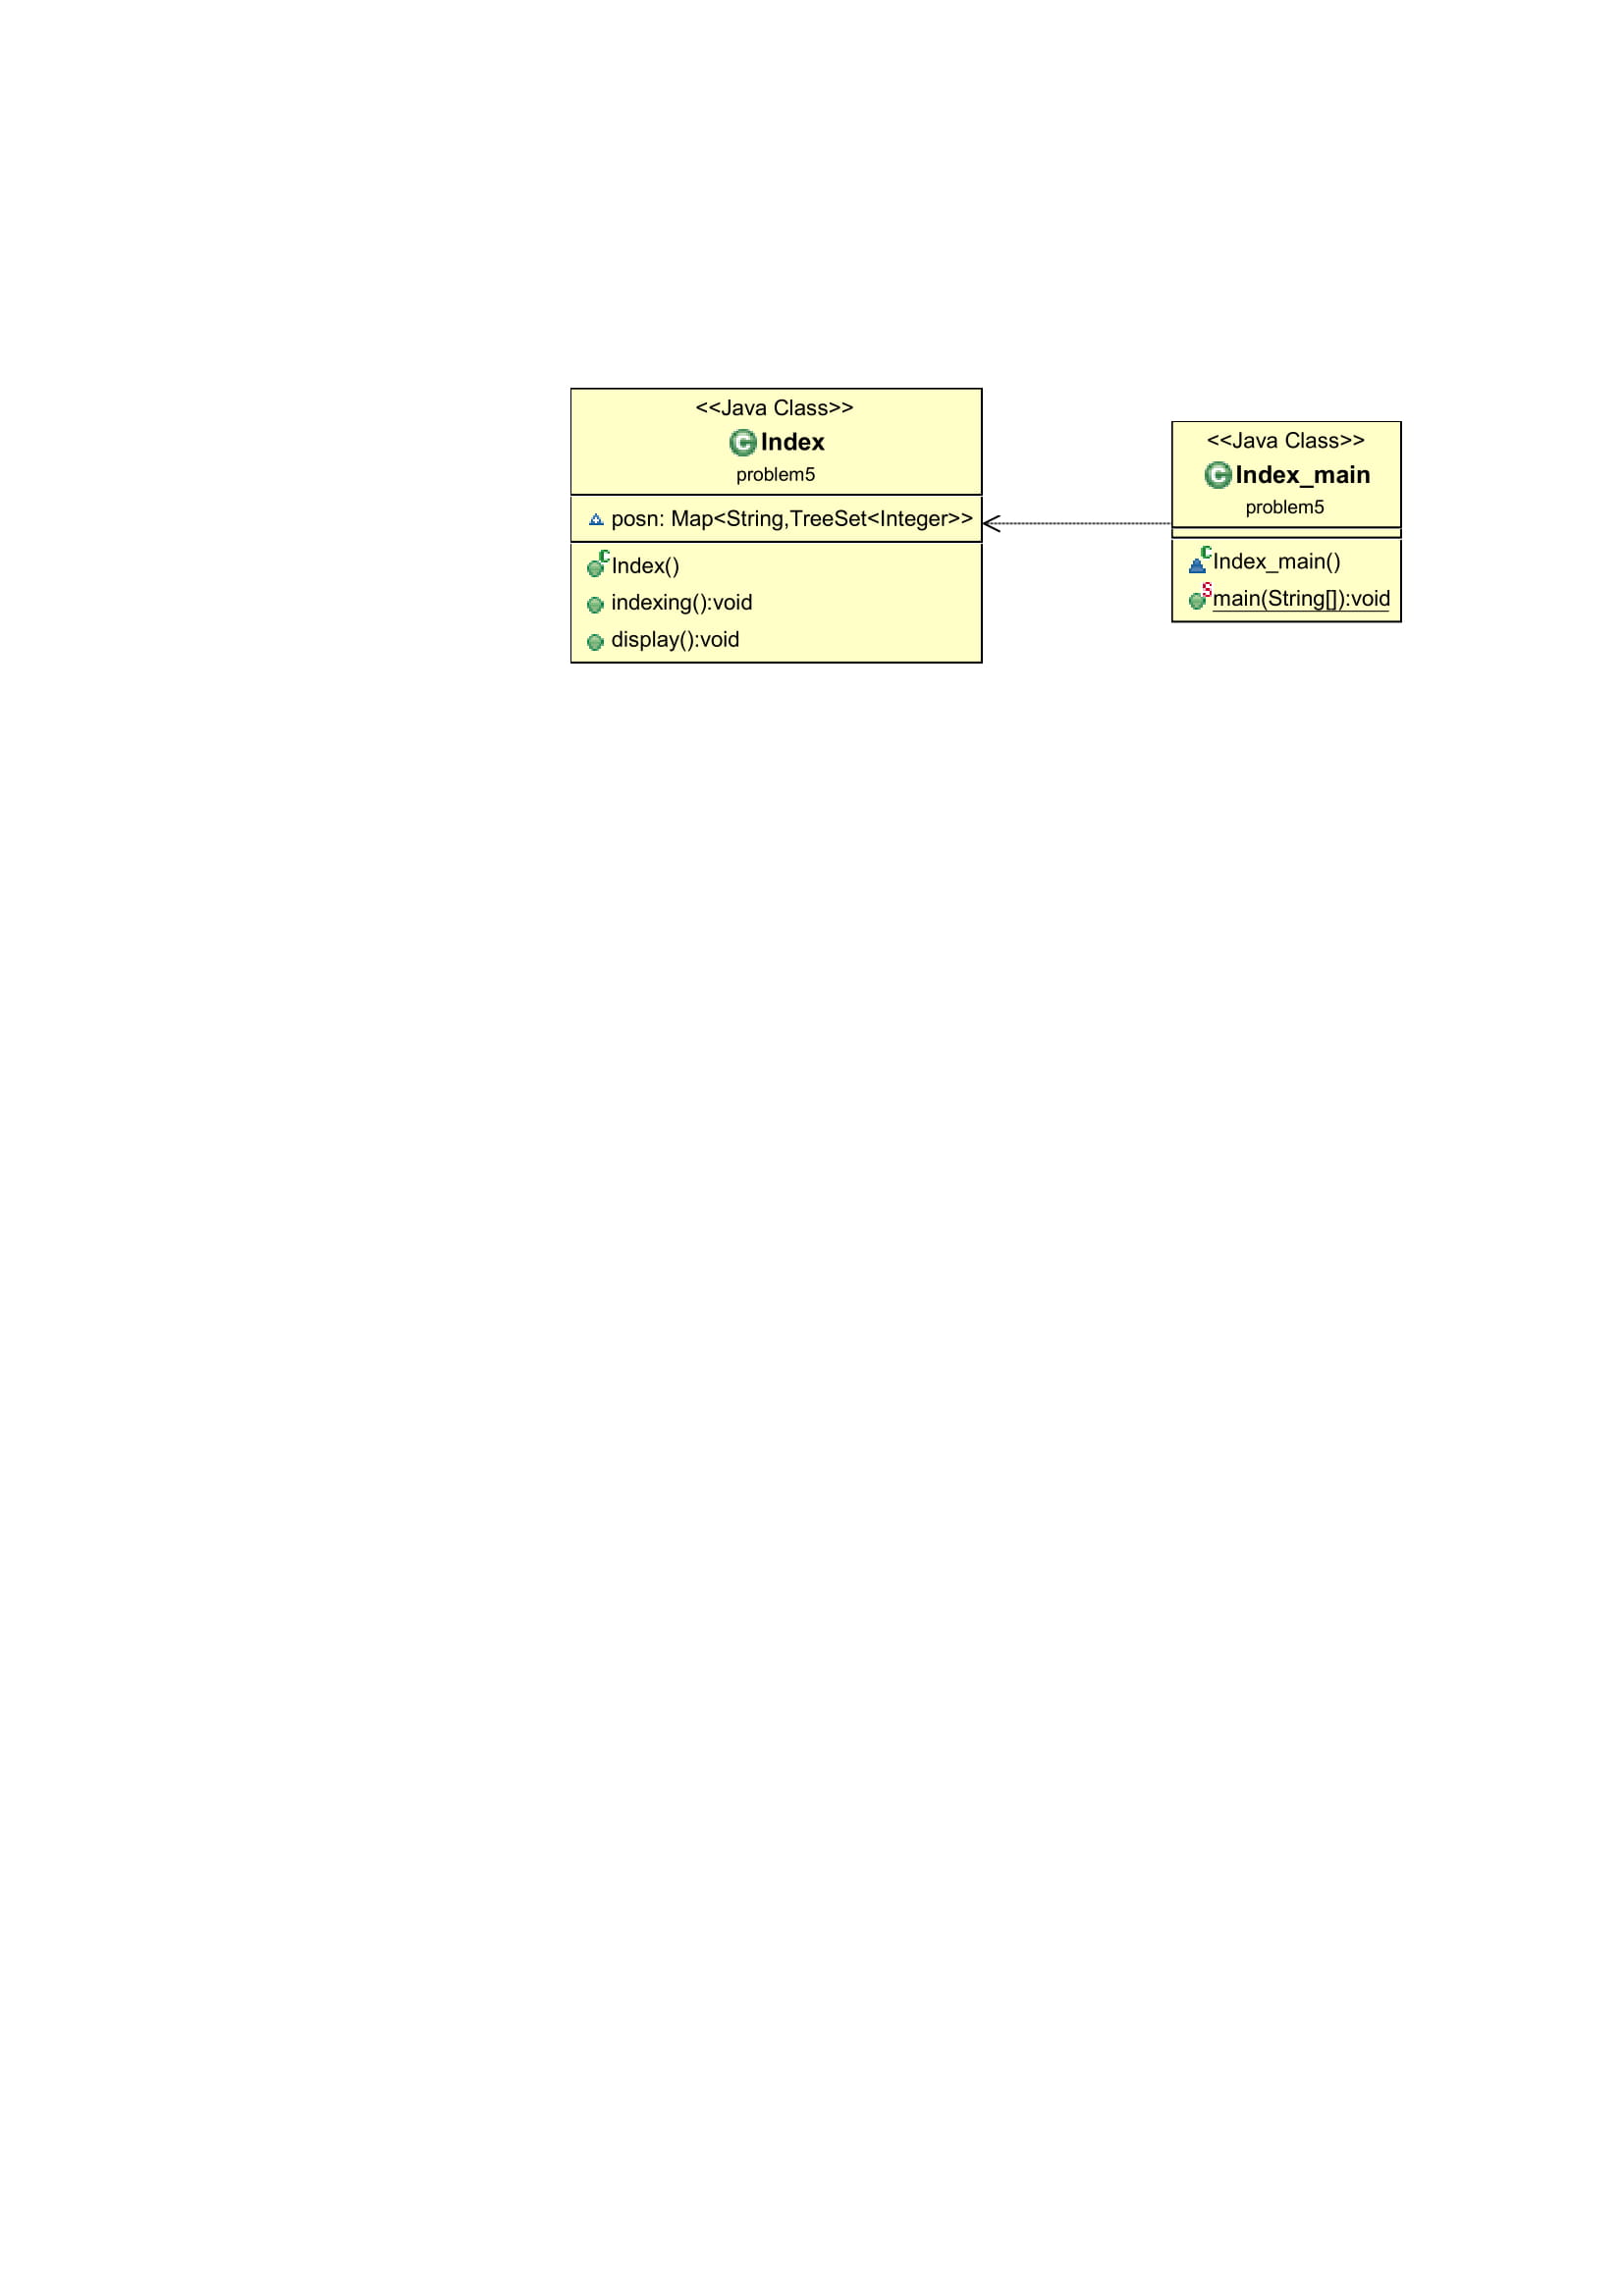 <<Java Class>>
Index
problem5
posn: Map<String,TreeSet<Integer>>
Index()
indexing():void
display():void
<<Java Class>>
Index_main
problem5
Index_main()
main(String[]):void